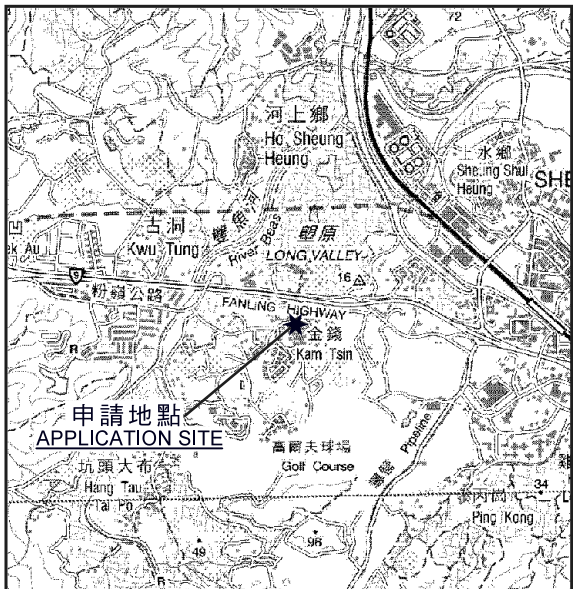 72
河上鄉
Ho Sheung
Heung
上水鄉
Sheung Shui
Heung
SHE
古洞
Kwu Tung
雙魚河
River Beas
塱原
LONG VALLEY
16
9
粉嶺公路
FANLING HIGHWAY
金錢
Kam Tsin
R
申請地點
APPLICATION SITE
高爾夫球場
Golf Course
Pipeline
坑頭大布
Hang Tau
Tai Po
34
Ping Kong
49
98
R